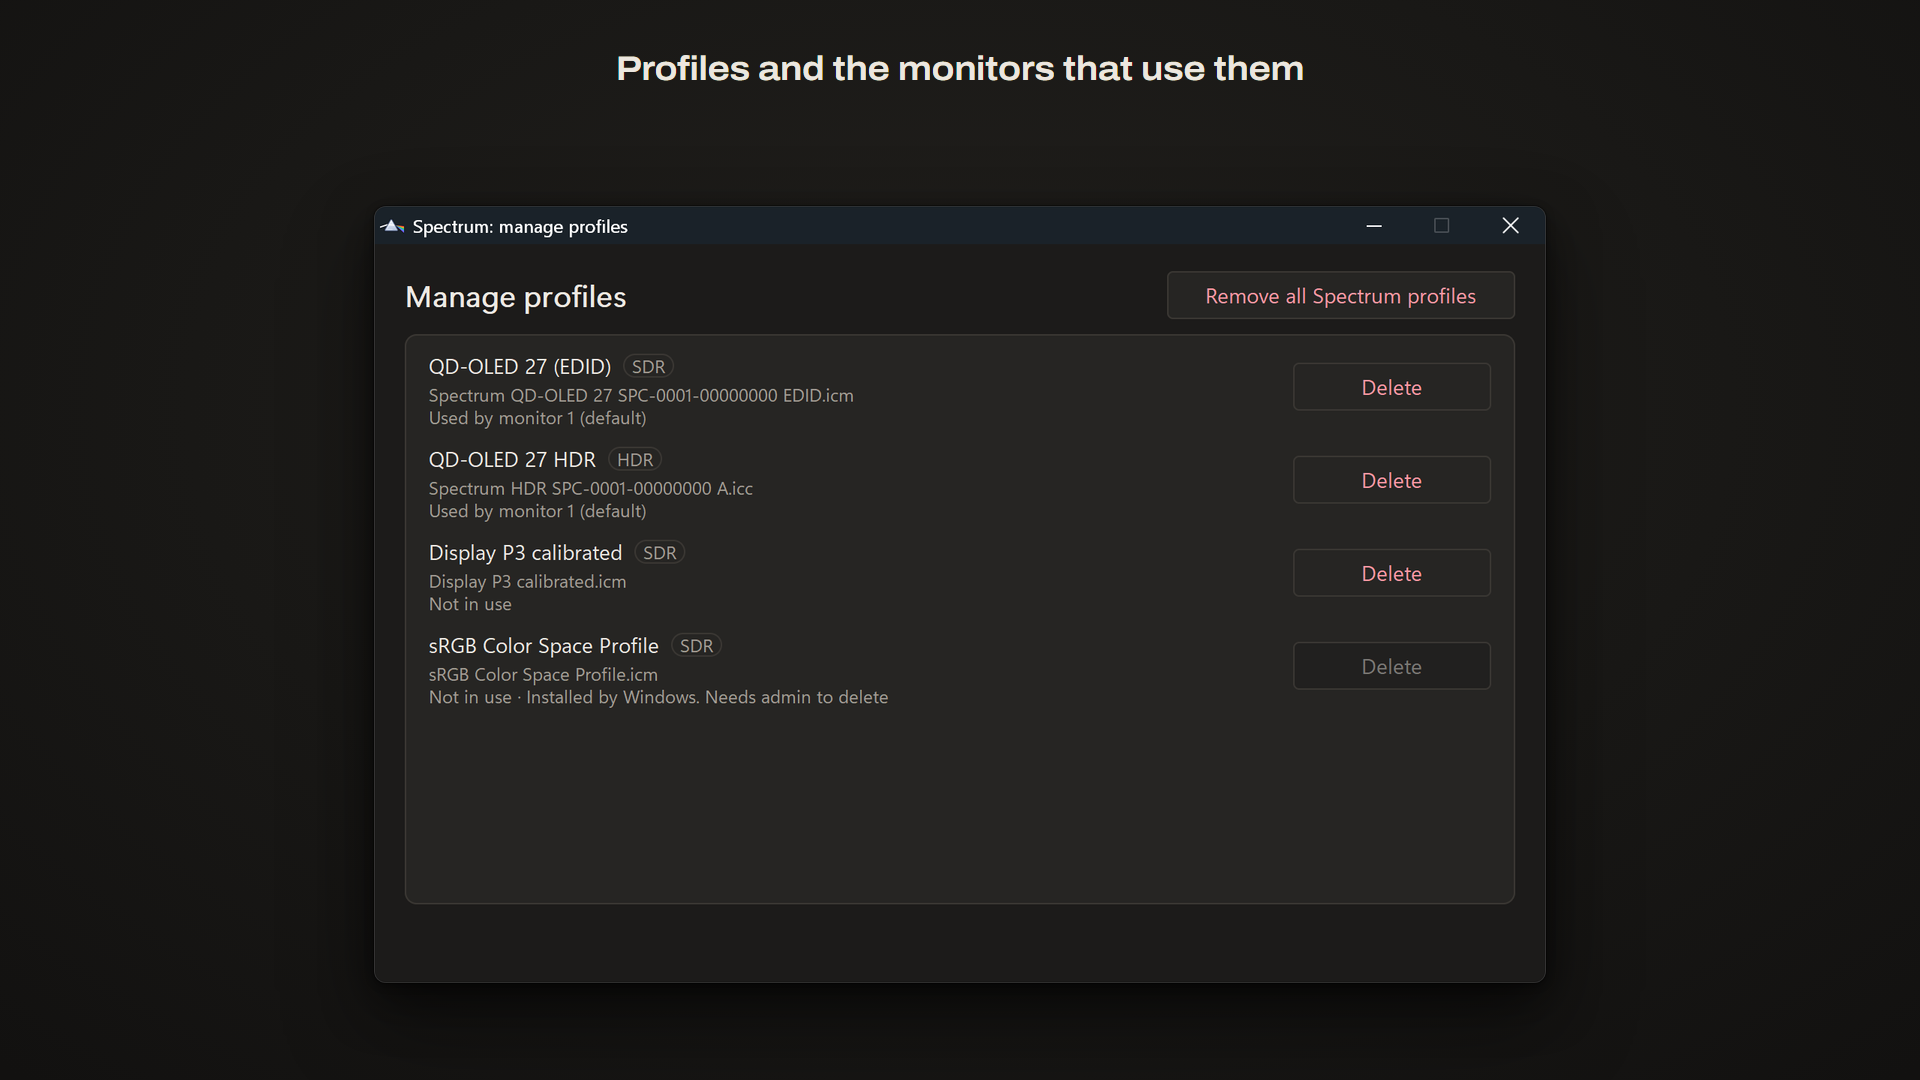 Profiles and the monitors that use them
Spectrum: manage profiles
Manage profiles
Remove all Spectrum profiles
QD-OLED 27 (EDID) SDR
Spectrum QD-OLED 27 SPC-0001-00000000 EDID.icm
Used by monitor 1 (default)
Delete
QD-OLED 27 HDR HDR
Spectrum HDR SPC-0001-00000000 A.icc
Used by monitor 1 (default)
Delete
Display P3 calibrated SDR
Display P3 calibrated.icm
Not in use
Delete
sRGB Color Space Profile SDR
sRGB Color Space Profile.icm
Not in use · Installed by Windows. Needs admin to delete
Delete